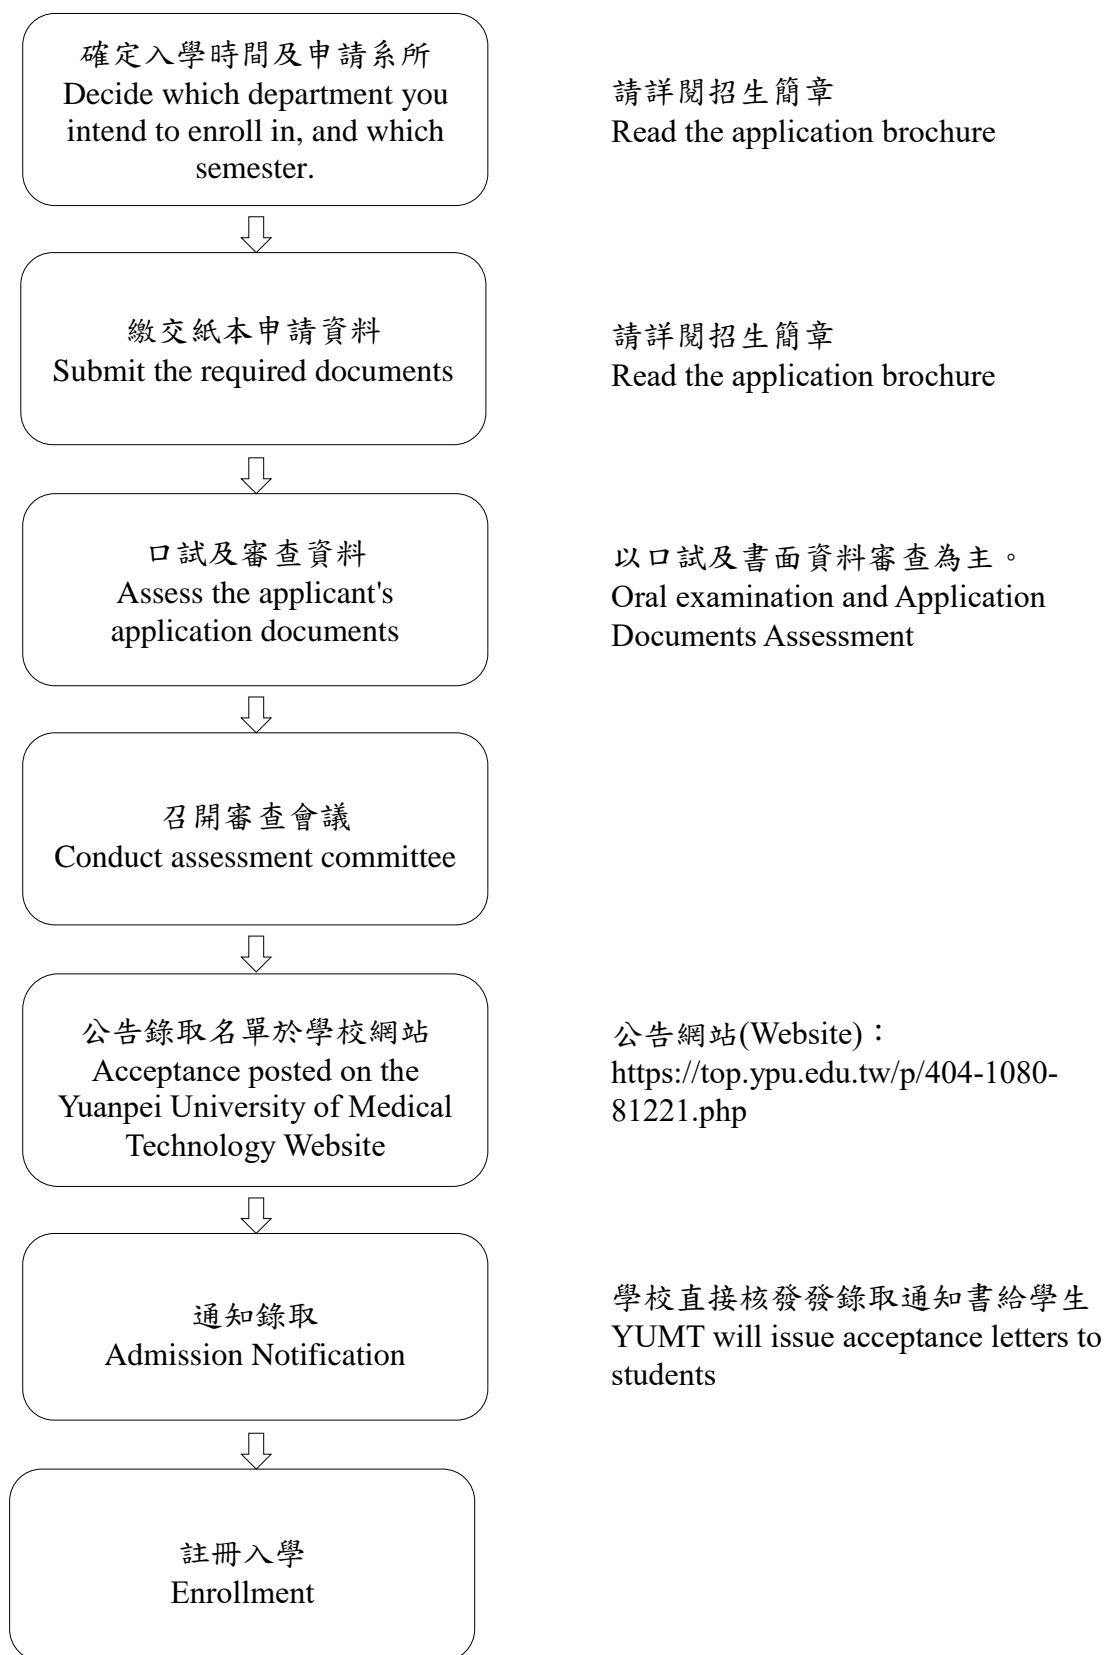 確定入學時間及申請系所
Decide which department you
intend to enroll in, and which
semester.
請詳閱招生簡章
Read the application brochure
繳交紙本申請資料
Submit the required documents
請詳閱招生簡章
Read the application brochure
口試及審查資料
Assess the applicant's
application documents
以口試及書面資料審查為主。
Oral examination and Application
Documents Assessment
召開審查會議
Conduct assessment committee
公告錄取名單於學校網站
Acceptance posted on the
Yuanpei University of Medical
Technology Website
公告網站(Website)：
https://top.ypu.edu.tw/p/404-1080-
81221.php
通知錄取
Admission Notification
學校直接核發發錄取通知書給學生
YUMT will issue acceptance letters to
students
註冊入學
Enrollment